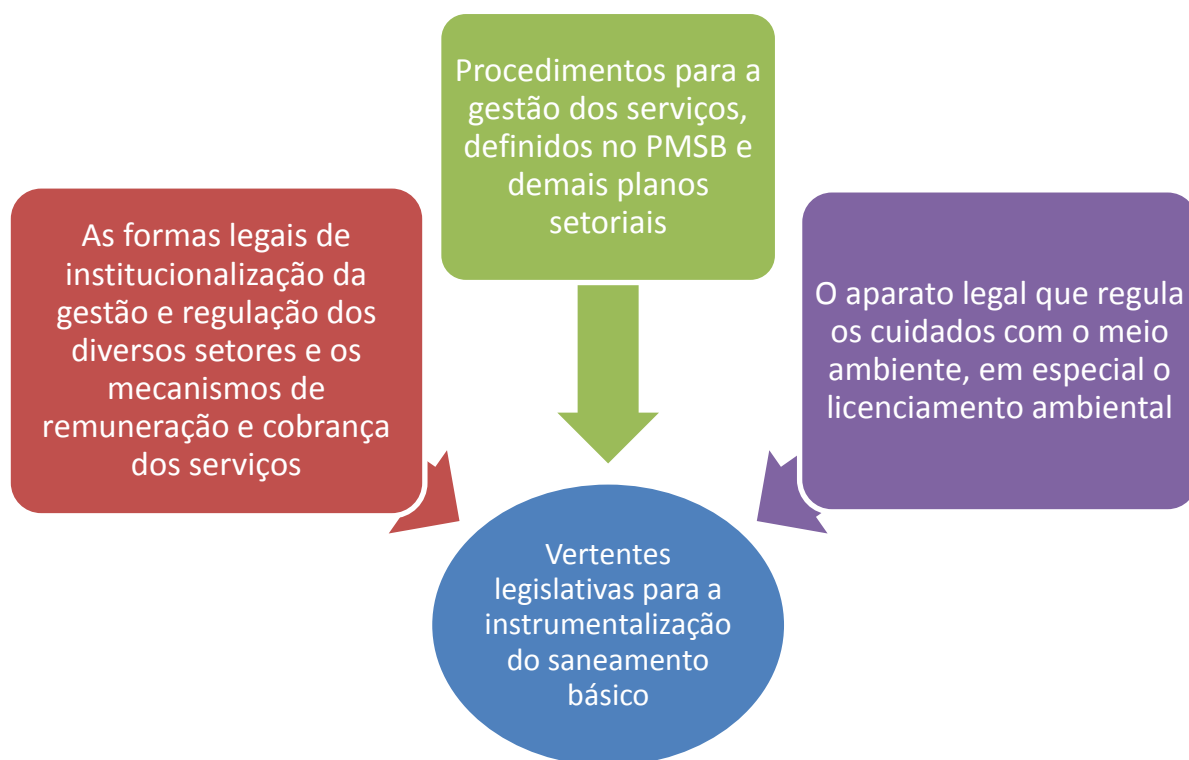 Procedimentos para a
gestão dos serviços,
definidos no PMSB e
demais planos
setoriais
As formas legais de
institucionalização da
gestão e regulação dos
diversos setores e os
mecanismos de
remuneração e cobrança
dos serviços
O aparato legal que regula
os cuidados com o meio
ambiente, em especial o
licenciamento ambiental
Vertentes
legislativas para a
instrumentalização
do saneamento
básico